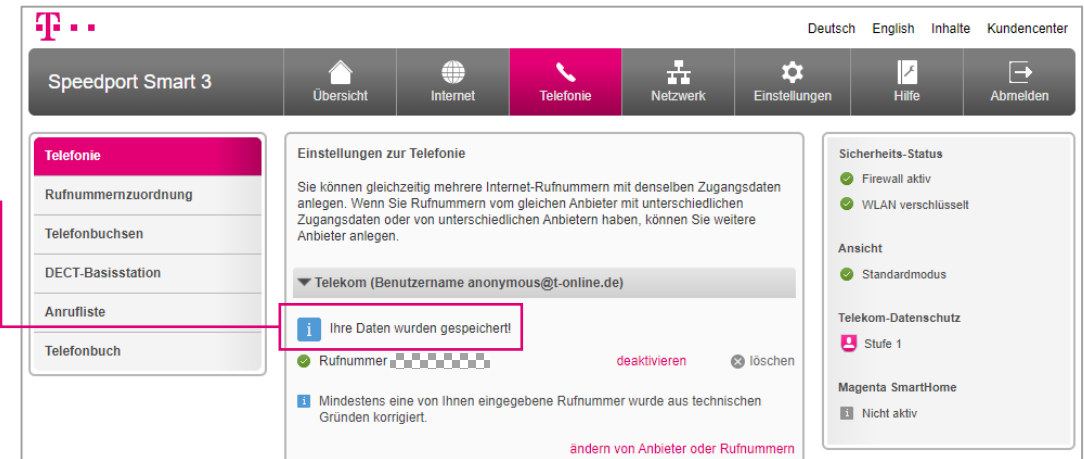 T
Deutsch English Inhalte Kundencenter
Speedport Smart 3
Übersicht
Internet
Telefonie
Netzwerk
Einstellungen
Hilfe
Abmelden
Telefonie
Rufnummernzuordnung
Telefonbuchsen
DECT-Basisstation
Anrufliste
Telefonbuch
Einstellungen zur Telefonie
Sie können gleichzeitig mehrere Internet-Rufnummern mit denselben Zugangsdaten
anlegen. Wenn Sie Rufnummern vom gleichen Anbieter mit unterschiedlichen
Zugangsdaten oder von unterschiedlichen Anbietern haben, können Sie weitere
Anbieter anlegen.
Telekom (Benutzername anonymous@t-online.de)
i Ihre Daten wurden gespeichert!
Rufnummer deaktivieren löschen
i Mindestens eine von Ihnen eingegebene Rufnummer wurde aus technischen
Gründen korrigiert.
ändern von Anbieter oder Rufnummern
Sicherheits-Status
Firewall aktiv
WLAN verschlüsselt
Ansicht
Standardmodus
Telekom-Datenschutz
Stufe 1
Magenta SmartHome
i Nicht aktiv